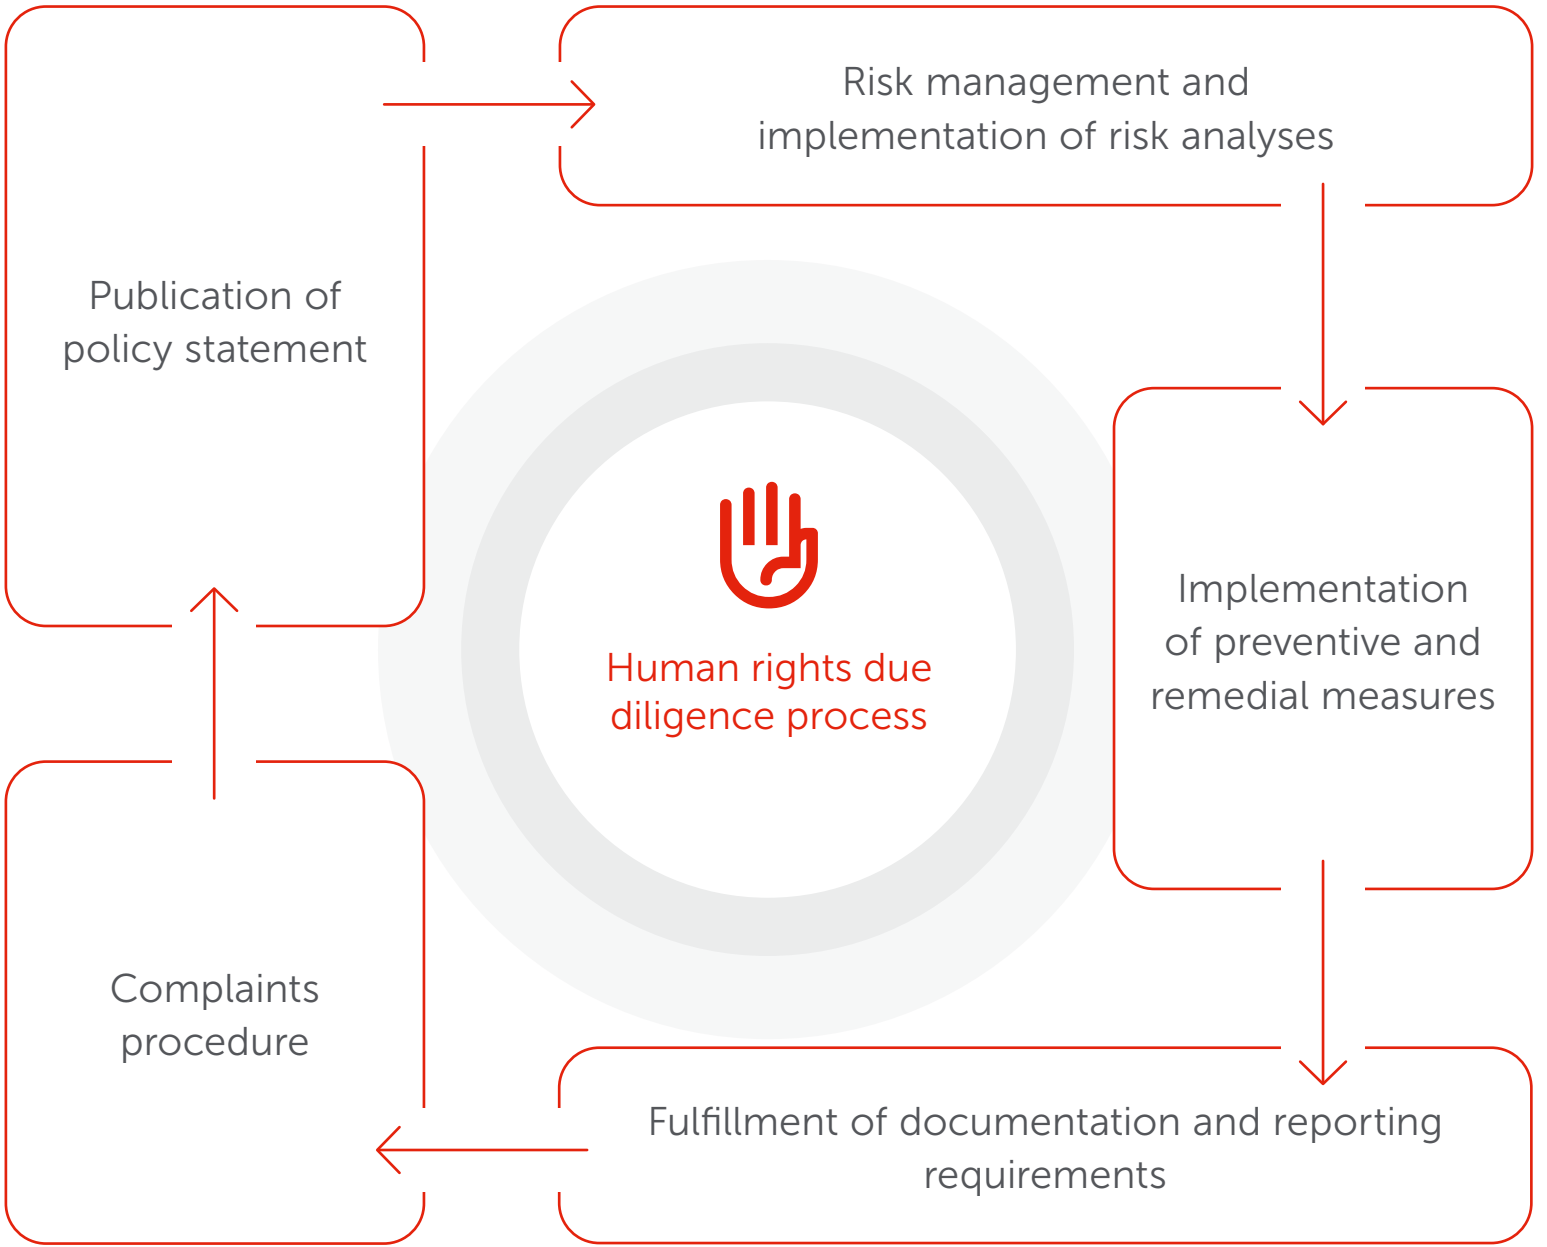 Risk management and
implementation of risk analyses
Publication of
policy statement
Implementation
of preventive and
remedial measures
Human rights due
diligence process
Complaints
procedure
Fulfillment of documentation and reporting
requirements